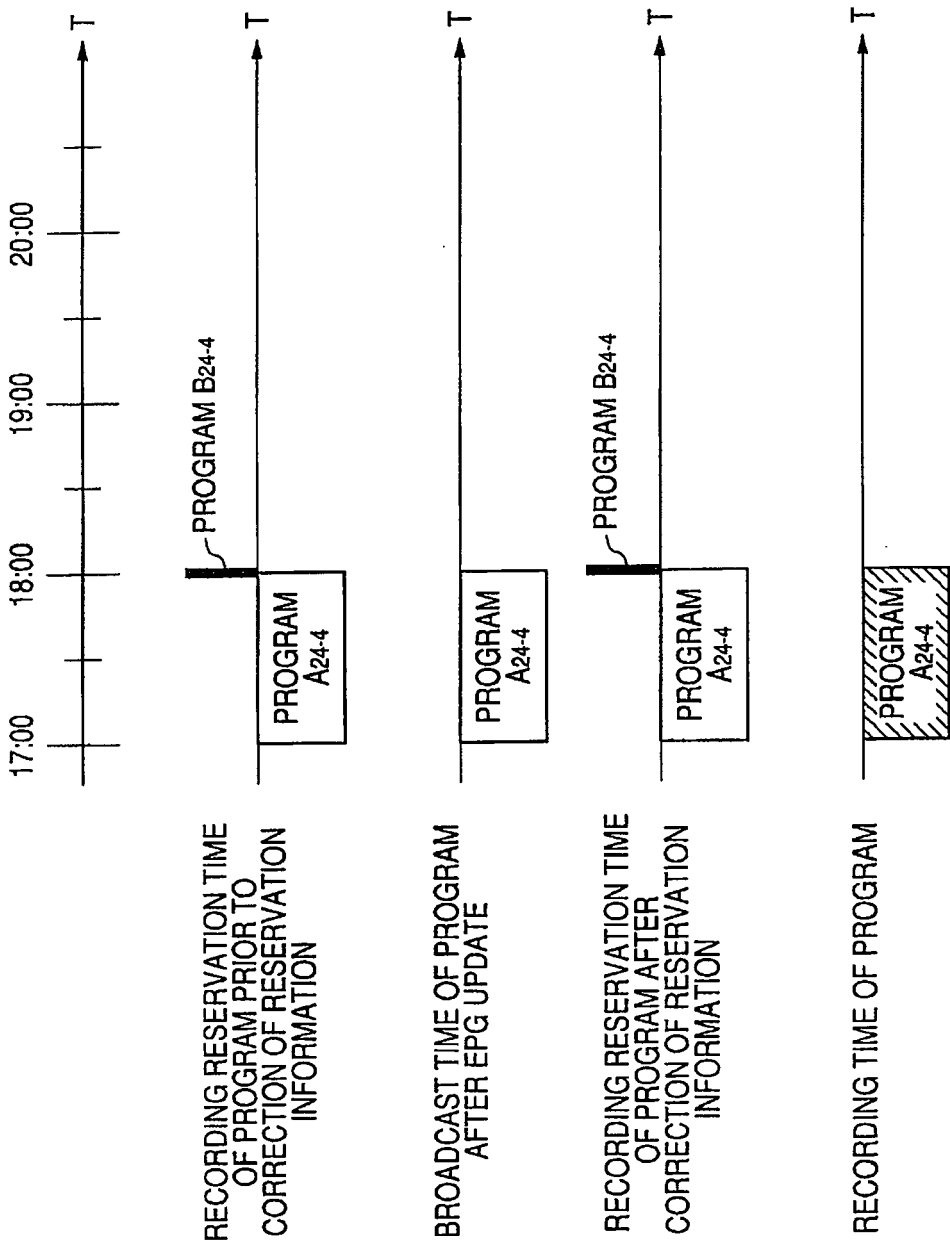 17:00 18:00 19:00 20:00 T
RECORDING RESERVATION TIME
OF PROGRAM PRIOR TO
CORRECTION OF RESERVATION
INFORMATION
PROGRAM
A24-4
PROGRAM B24-4
T
BROADCAST TIME OF PROGRAM
AFTER EPG UPDATE
PROGRAM
A24-4
T
RECORDING RESERVATION TIME
OF PROGRAM AFTER
CORRECTION OF RESERVATION
INFORMATION
PROGRAM
A24-4
PROGRAM B24-4
T
RECORDING TIME OF PROGRAM
PROGRAM
A24-4
T